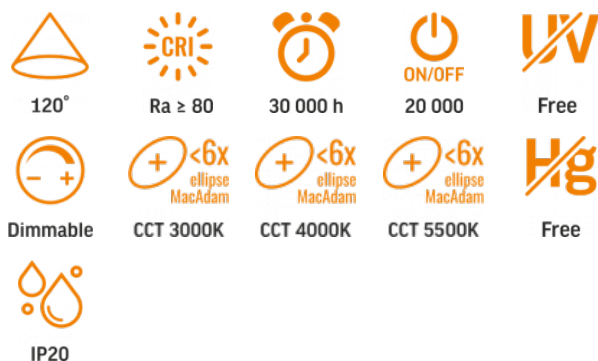 CRI
ON/OFF
UV
120°
Ra ≥ 80
30 000 h
20 000
Free
- +
+ <6x
ellipse
MacAdam
+ <6x
ellipse
MacAdam
+ <6x
ellipse
MacAdam
Hg
Dimmable
CCT 3000K
CCT 4000K
CCT 5500K
Free
IP20